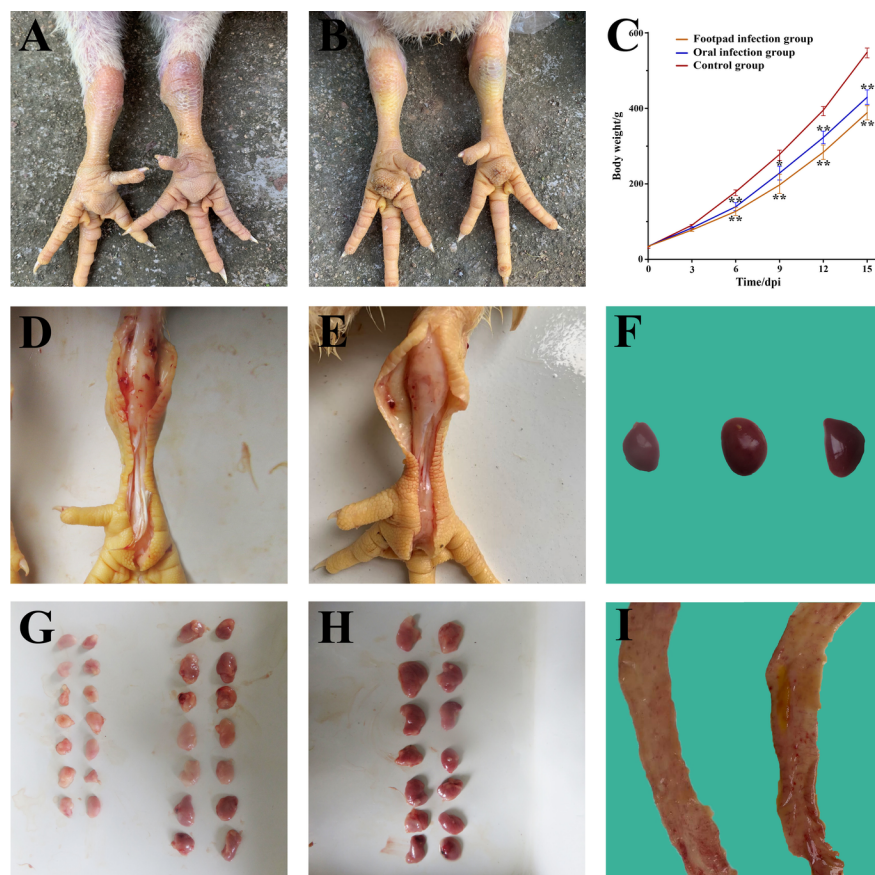 A
B
C
600
400
200
0
Body weight/g
Footpad infection group
Oral infection group
Control group
**
**
*
**
**
**
**
**
0
3
6
9
12
15
Time/dpi
D
E
F
G
H
I